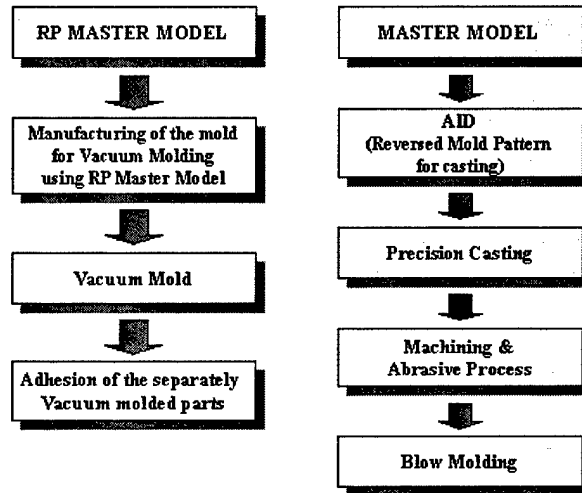 RP MASTER MODEL
Manufacturing of the mold
for Vacuum Molding
using RP Master Model
Vacuum Mold
Adhesion of the separately
Vacuum molded parts
MASTER MODEL
AID
(Reversed Mold Pattern
for casting)
Precision Casting
Machining &
Abrasive Process
Blow Molding